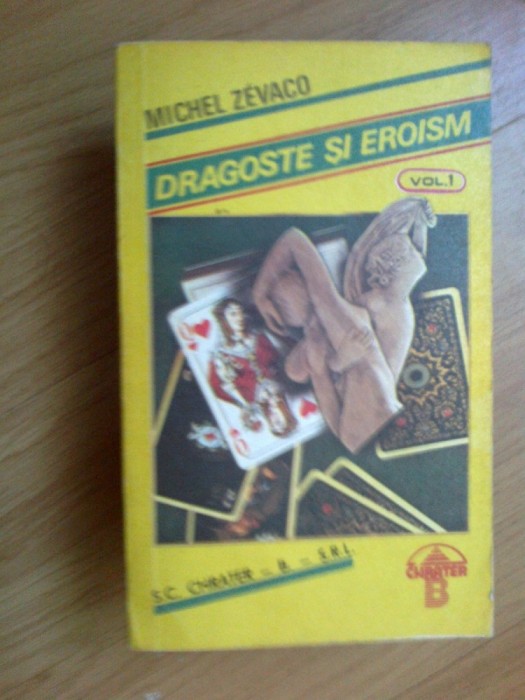 MICHEL ZÉVACO
DRAGOSTE ȘI EROISM
VOL.1
S.C. CHRATER - B. - S.R.L.
CHRATER
B